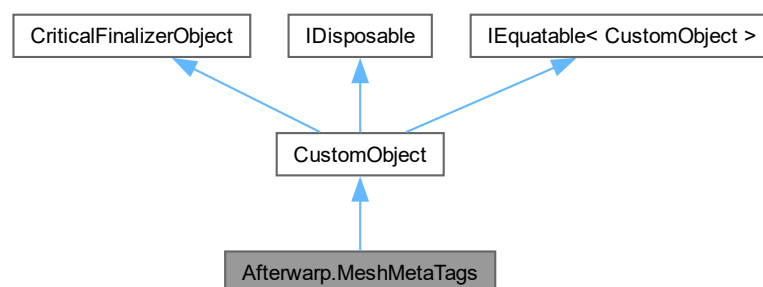 CriticalFinalizerObject
IDisposable
IEquatable< CustomObject >
CustomObject
Afterwarp.MeshMetaTags